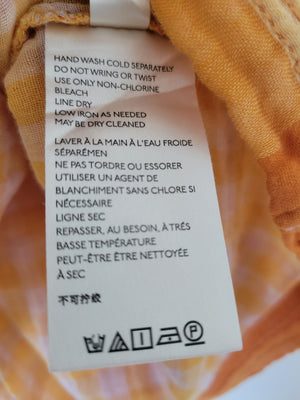 HAND WASH COLD SEPARATELY
DO NOT WRING OR TWIST
USE ONLY NON-CHLORINE
BLEACH
LINE DRY
LOW IRON AS NEEDED
MAY BE DRY CLEANED
LAVER À LA MAIN À L'EAU FROIDE
SÉPARÉMEN
NE PAS TORDRE OU ESSORER
UTILISER UN AGENT DE
BLANCHIMENT SANS CHLORE SI
NÉCESSAIRE
LIGNE SEC
REPASSER, AU BESOIN, À TRÉS
BASSE TEMPÉRATURE
PEUT-ÊTRE ÊTRE NETTOYÉE
À SEC
不可拧绞
P